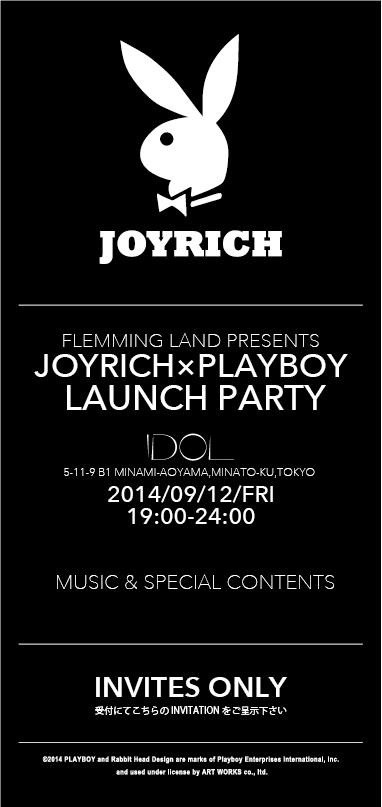 JOYRICH
FLEMMING LAND PRESENTS
JOYRICH×PLAYBOY
LAUNCH PARTY
IDOL
5-11-9 B1 MINAMI-AOYAMA,MINATO-KU,TOKYO
2014/09/12/FRI
19:00-24:00
MUSIC & SPECIAL CONTENTS
INVITES ONLY
受付にてこちらのINVITATIONをご呈示下さい
©2014 PLAYBOY and Rabbit Head Design are marks of Playboy Enterprises International, Inc.
and used under license by ART WORKS co., ltd.